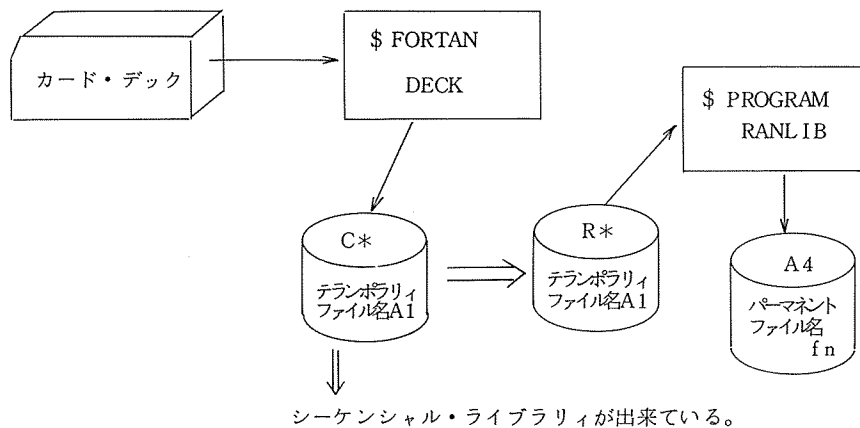 カード・デック
$ FORTAN
DECK
$ PROGRAM
RANLIB
C*
テランポラリィ
ファイル名A1
R*
テランポラリィ
ファイル名A1
A4
パーマネント
ファイル名
fn
シーケンシャル・ライブラリィが出来ている。